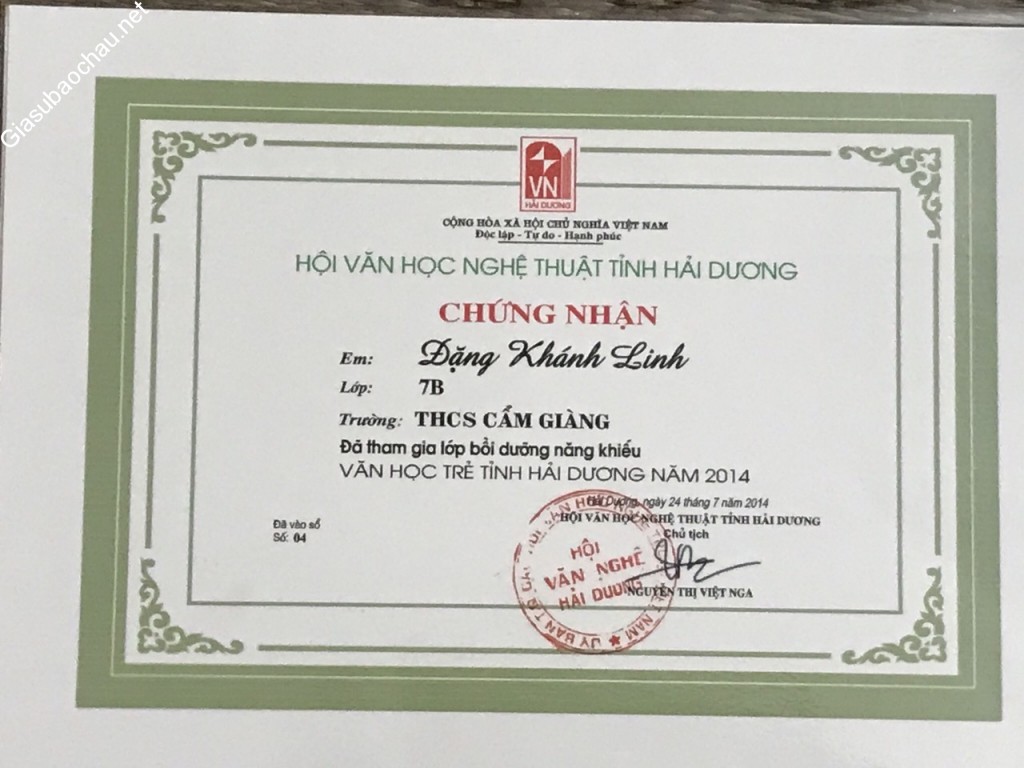 Giasubaochau.net
VN
HẢI DƯƠNG
CỘNG HÒA XÃ HỘI CHỦ NGHĨA VIỆT NAM
Độc lập - Tự do - Hạnh phúc
HỘI VĂN HỌC NGHỆ THUẬT TỈNH HẢI DƯƠNG
CHỨNG NHẬN
Em: Đặng Khánh Linh
Lớp: 7B
Trường: THCS CẨM GIÀNG
Đã tham gia lớp bồi dưỡng năng khiếu
VĂN HỌC TRẺ TỈNH HẢI DƯƠNG NĂM 2014
Hải Dương, ngày 24 tháng 7 năm 2014
HỘI VĂN HỌC NGHỆ THUẬT TỈNH HẢI DƯƠNG
Chủ tịch
Đã vào sổ
Số: 04
HỘI
VĂN NGHỆ
HẢI DƯƠNG
NGUYỄN THỊ VIỆT NGA